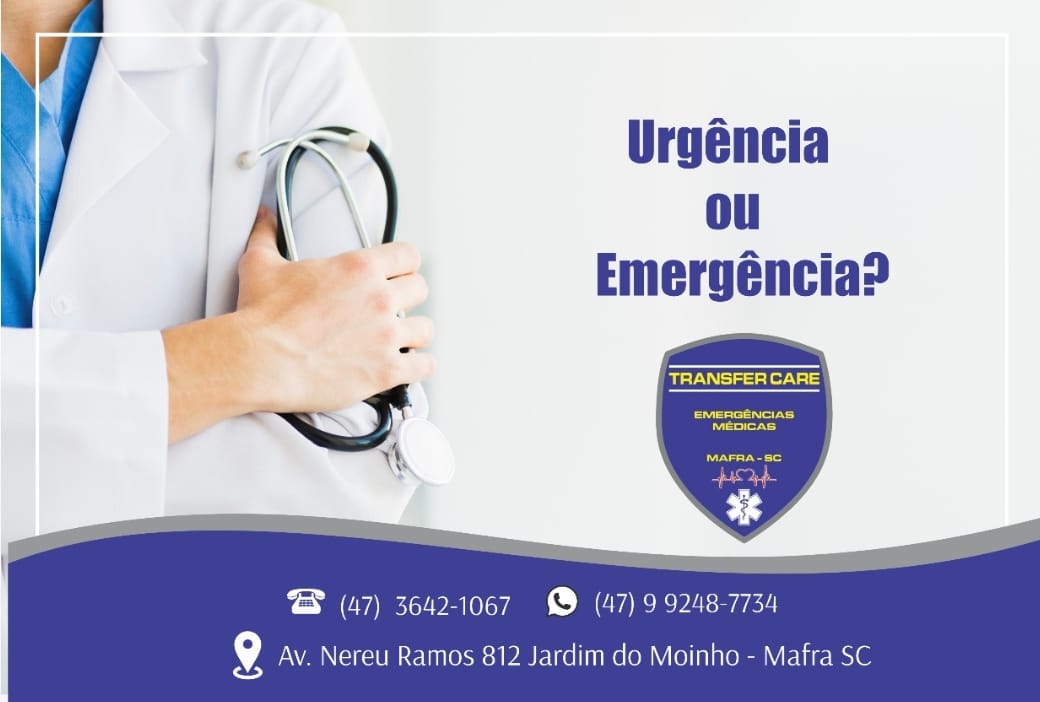 Urgência
ou
Emergência?
TRANSFER CARE
EMERGÊNCIAS
MÉDICAS
MAFRA - SC
(47) 3642-1067
(47) 9 9248-7734
Av. Nereu Ramos 812 Jardim do Moinho - Mafra SC